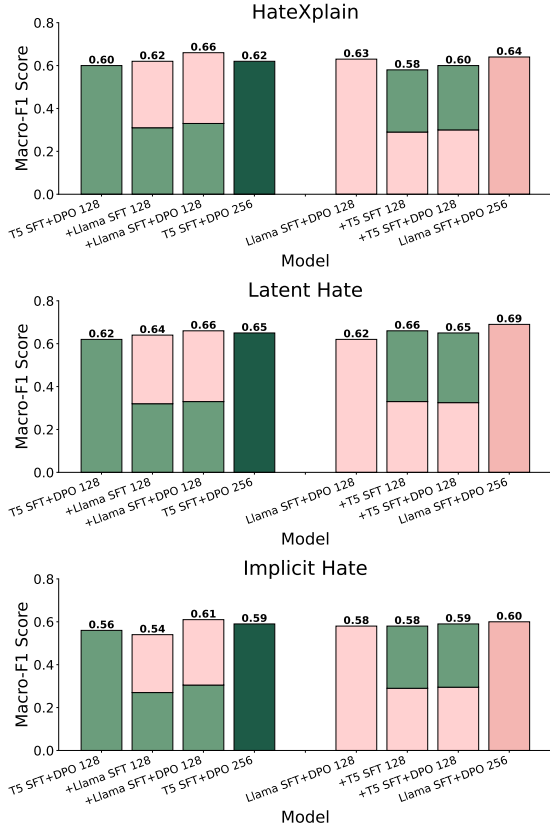 HateXplain
Macro-F1 Score
0.8
0.6
0.4
0.2
0.0
0.60
0.62
0.66
0.62
0.63
0.58
0.60
0.64
T5 SFT+DPO 128
+Llama SFT 128
+Llama SFT+DPO 128
T5 SFT+DPO 256
Llama SFT+DPO 128
+T5 SFT 128
+T5 SFT+DPO 128
Llama SFT+DPO 256
Model
Latent Hate
Macro-F1 Score
0.8
0.6
0.4
0.2
0.0
0.62
0.64
0.66
0.65
0.62
0.66
0.65
0.69
T5 SFT+DPO 128
+Llama SFT 128
+Llama SFT+DPO 128
T5 SFT+DPO 256
Llama SFT+DPO 128
+T5 SFT 128
+T5 SFT+DPO 128
Llama SFT+DPO 256
Model
Implicit Hate
Macro-F1 Score
0.8
0.6
0.4
0.2
0.0
0.56
0.54
0.61
0.59
0.58
0.58
0.59
0.60
T5 SFT+DPO 128
+Llama SFT 128
+Llama SFT+DPO 128
T5 SFT+DPO 256
Llama SFT+DPO 128
+T5 SFT 128
+T5 SFT+DPO 128
Llama SFT+DPO 256
Model